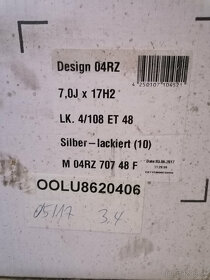 Design 04RZ
7,0J x 17H2
LK. 4/108 ET 48
Silber-lackiert (10)
M 04RZ 707 48 F
OOLU8620406
05/17 3.4